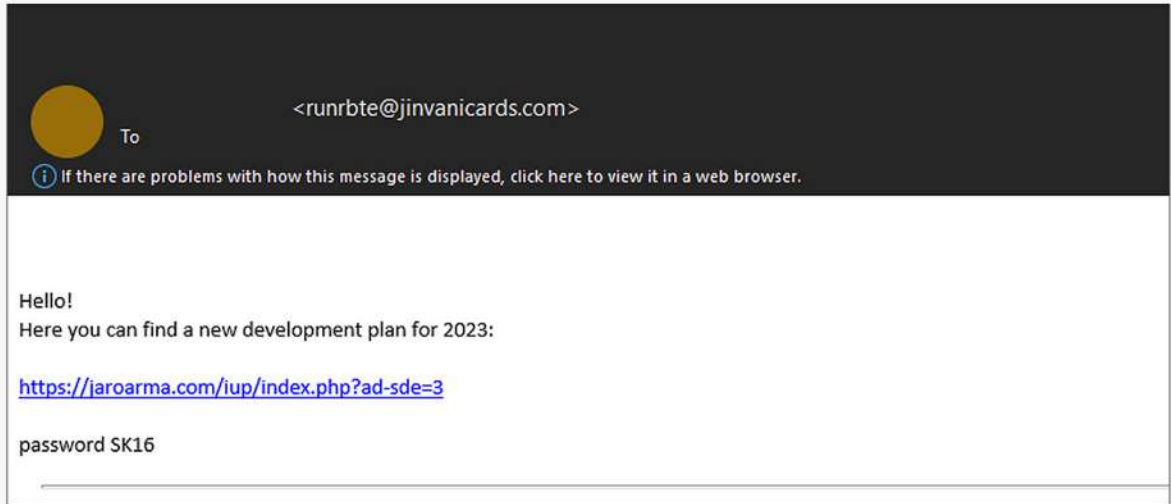 <runrbte@jinvanicards.com>
To
If there are problems with how this message is displayed, click here to view it in a web browser.
Hello!
Here you can find a new development plan for 2023:
https://jaroarma.com/iup/index.php?ad-sde=3
password SK16